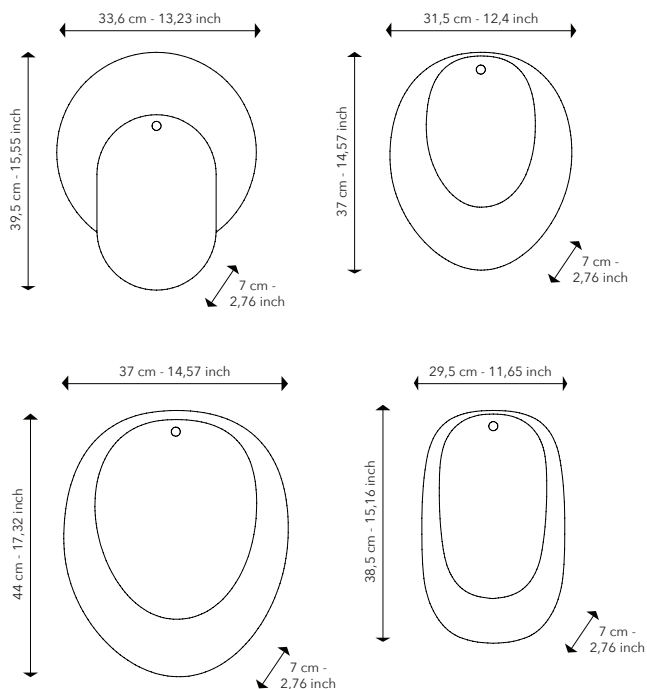 33,6 cm - 13,23 inch
39,5 cm - 15,55 inch
7 cm -
2,76 inch
31,5 cm - 12,4 inch
37 cm - 14,57 inch
7 cm -
2,76 inch
37 cm - 14,57 inch
44 cm - 17,32 inch
7 cm -
2,76 inch
29,5 cm - 11,65 inch
38,5 cm - 15,16 inch
7 cm -
2,76 inch